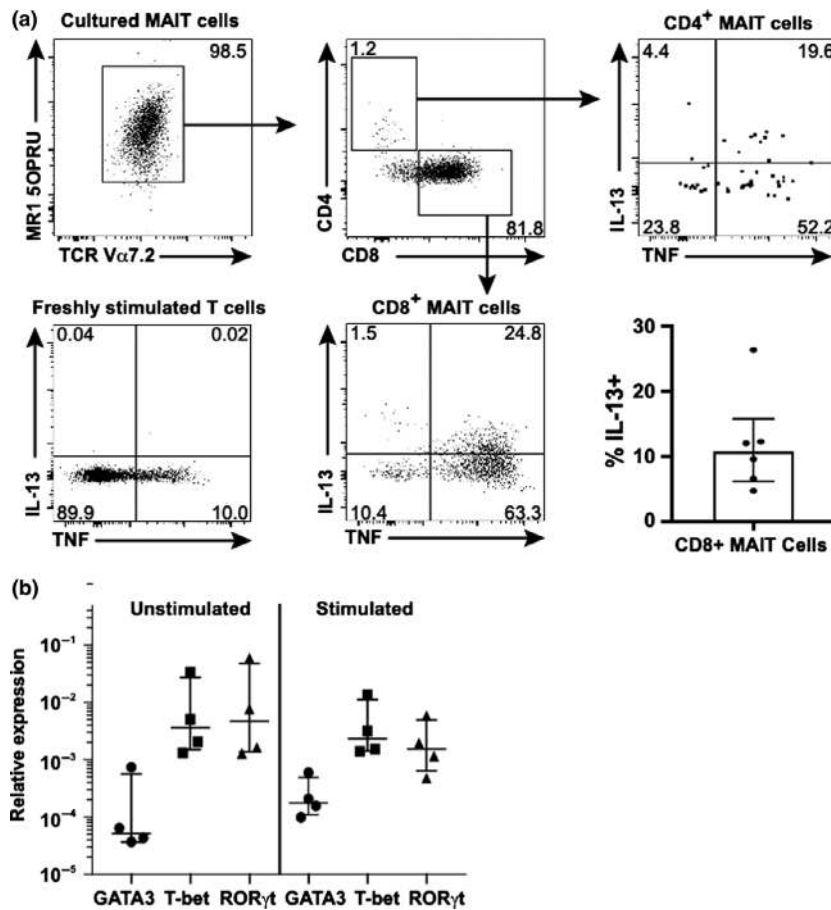 (a)
Cultured MAIT cells
98.5
MR1 5OPRU
TCR Vα7.2
1.2
81.8
CD4
CD8
CD4⁺ MAIT cells
4.4
19.6
23.8
52.2
IL-13
TNF
Freshly stimulated T cells
0.04
0.02
89.9
10.0
IL-13
TNF
CD8⁺ MAIT cells
1.5
24.8
10.4
63.3
IL-13
TNF
30
20
10
0
% IL-13+
CD8+ MAIT Cells
(b)
Unstimulated
Stimulated
Relative expression
10⁻¹
10⁻²
10⁻³
10⁻⁴
10⁻⁵
GATA3 T-bet RORγt GATA3 T-bet RORγt